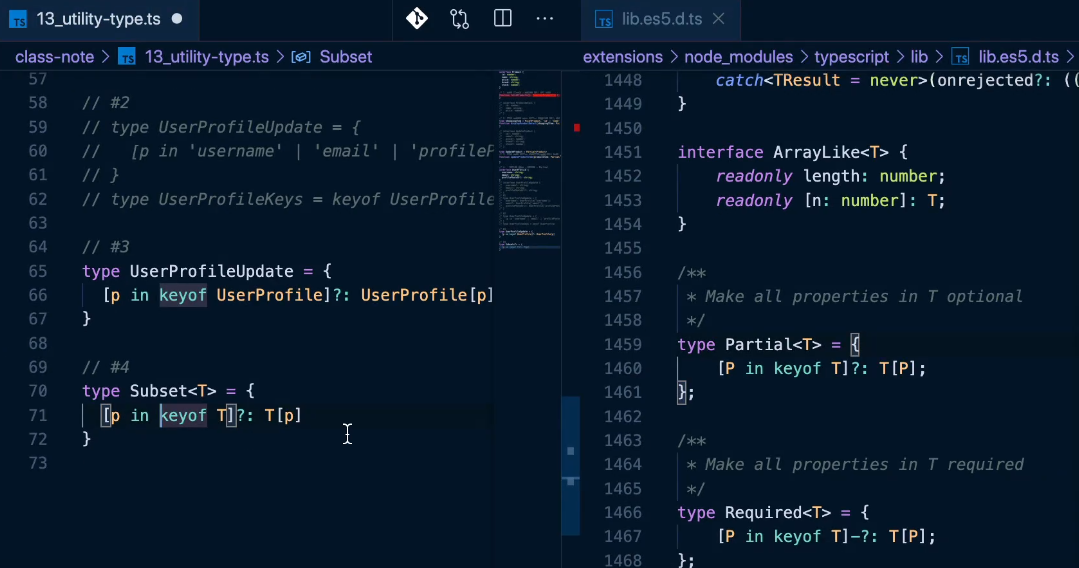 TS 13_utility-type.ts
class-note > TS 13_utility-type.ts > Subset
57
58 // #2
59 // type UserProfileUpdate = {
60 //   [p in 'username' | 'email' | 'profileP
61 // }
62 // type UserProfileKeys = keyof UserProfile
63
64 // #3
65 type UserProfileUpdate = {
66   [p in keyof UserProfile]?: UserProfile[p]
67 }
68
69 // #4
70 type Subset<T> = {
71   [p in keyof T]?: T[p]
72 }
73
TS lib.es5.d.ts
extensions > node_modules > typescript > lib > TS lib.es5.d.ts >
1448     catch<TResult = never>(onrejected?: ((
1449 }
1450
1451 interface ArrayLike<T> {
1452     readonly length: number;
1453     readonly [n: number]: T;
1454 }
1455
1456 /**
1457  * Make all properties in T optional
1458  */
1459 type Partial<T> = {
1460     [P in keyof T]?: T[P];
1461 };
1462
1463 /**
1464  * Make all properties in T required
1465  */
1466 type Required<T> = {
1467     [P in keyof T]-?: T[P];
1468 };